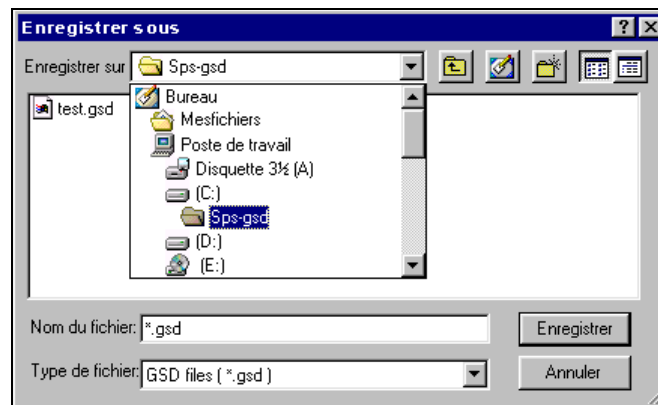 Enregistrer sous
Enregistrer sur Sps-gsd
test.gsd
Bureau
Mesfichiers
Poste de travail
Disquette 3½ (A)
(C:)
Sps-gsd
(D:)
(E:)
Nom du fichier: *.gsd
Enregistrer
Type de fichier: GSD files ( *.gsd )
Annuler